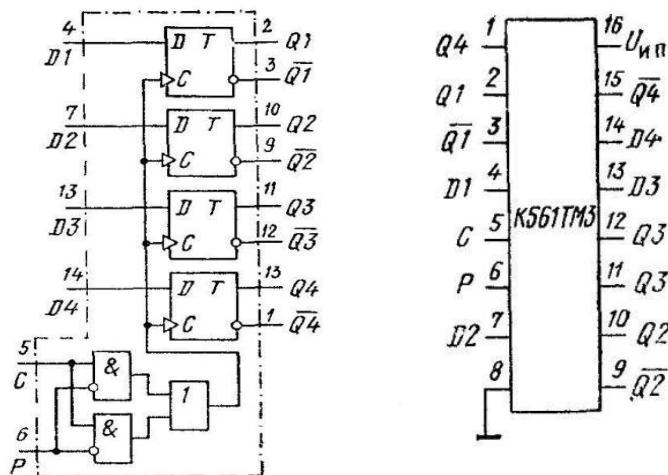 4 D T 2 Q1
D1 3 Q̅1̅
C
7 D T 10 Q2
D2 9 Q̅2̅
C
13 D T 11 Q3
D3 12 Q̅3̅
C
14 D T 13 Q4
D4 1 Q̅4̅
C
5 &
C 1
6 &
P
1 16
Q4 Uип
2 15
Q1 Q̅4̅
3 14
Q̅1̅ D4
4 13
D1 D3
К561ТМ3
5 12
C Q3
6 11
P Q3
7 10
D2 Q2
8 9
Q̅2̅